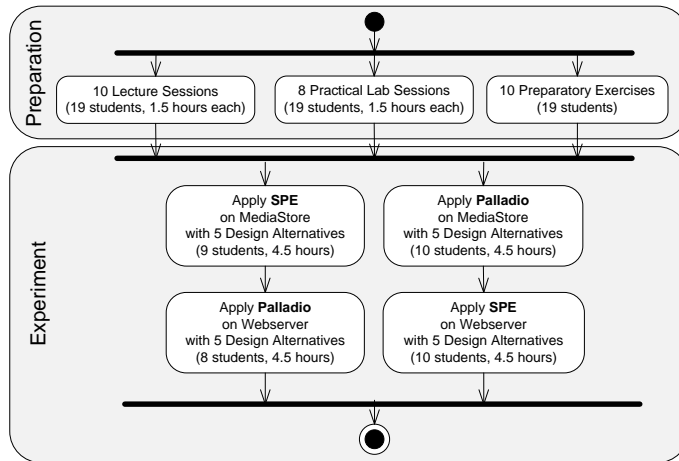 Preparation
10 Lecture Sessions
(19 students, 1.5 hours each)
8 Practical Lab Sessions
(19 students, 1.5 hours each)
10 Preparatory Exercises
(19 students)
Experiment
Apply SPE
on MediaStore
with 5 Design Alternatives
(9 students, 4.5 hours)
Apply Palladio
on MediaStore
with 5 Design Alternatives
(10 students, 4.5 hours)
Apply Palladio
on Webserver
with 5 Design Alternatives
(8 students, 4.5 hours)
Apply SPE
on Webserver
with 5 Design Alternatives
(10 students, 4.5 hours)